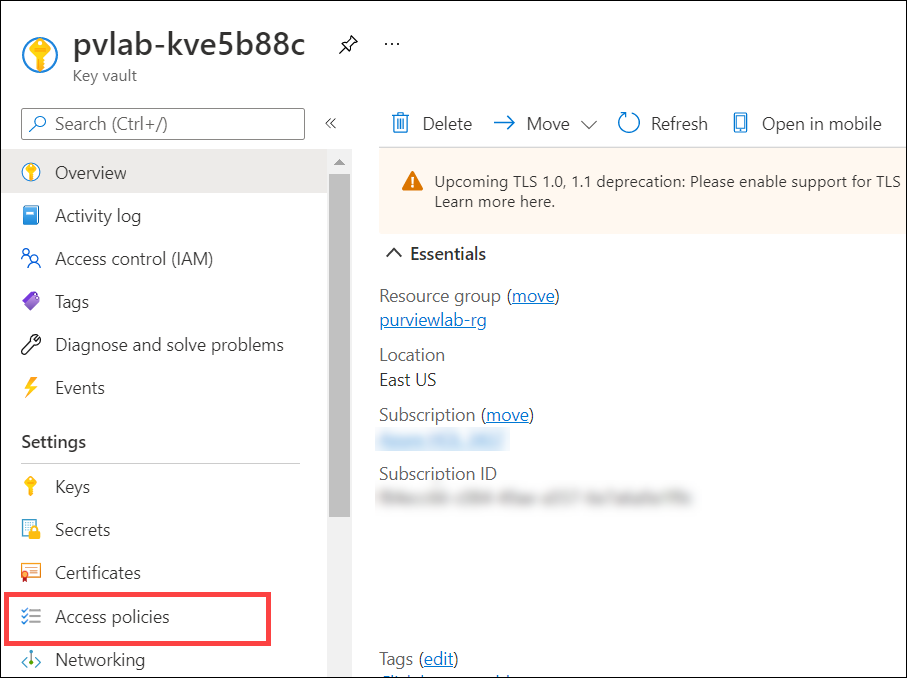 pvlab-kve5b88c
Key vault
Search (Ctrl+/)
«
Delete
Move
Refresh
Open in mobile
Overview
Activity log
Access control (IAM)
Tags
Diagnose and solve problems
Events
Settings
Keys
Secrets
Certificates
Access policies
Networking
Upcoming TLS 1.0, 1.1 deprecation: Please enable support for TLS
Learn more here.
Essentials
Resource group (move)
purviewlab-rg
Location
East US
Subscription (move)
Subscription ID
Tags (edit)